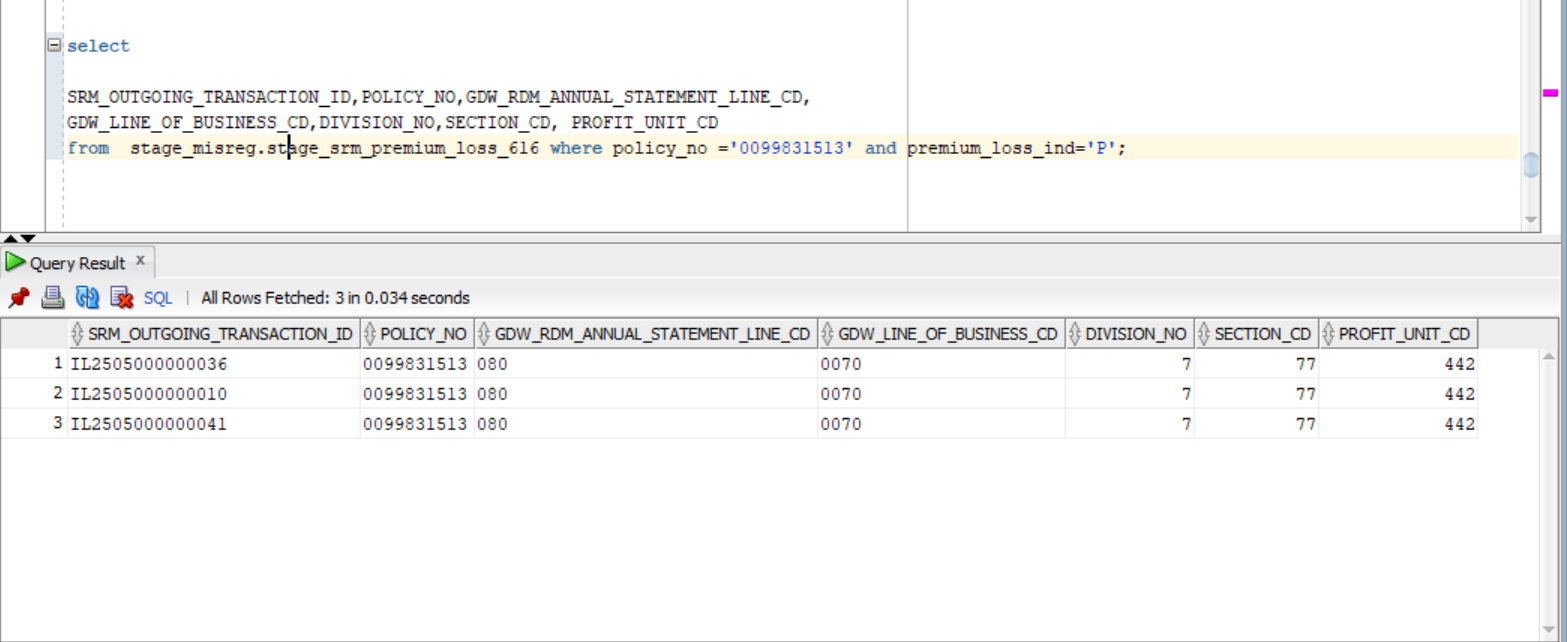 select
SRM_OUTGOING_TRANSACTION_ID,POLICY_NO,GDW_RDM_ANNUAL_STATEMENT_LINE_CD,
GDW_LINE_OF_BUSINESS_CD,DIVISION_NO,SECTION_CD, PROFIT_UNIT_CD
from  stage_misreg.stage_srm_premium_loss_616 where policy_no ='0099831513' and premium_loss_ind='P';
Query Result x
SQL | All Rows Fetched: 3 in 0.034 seconds
SRM_OUTGOING_TRANSACTION_ID POLICY_NO GDW_RDM_ANNUAL_STATEMENT_LINE_CD GDW_LINE_OF_BUSINESS_CD DIVISION_NO SECTION_CD PROFIT_UNIT_CD
1 IL2505000000036 0099831513 080 0070 7 77 442
2 IL2505000000010 0099831513 080 0070 7 77 442
3 IL2505000000041 0099831513 080 0070 7 77 442